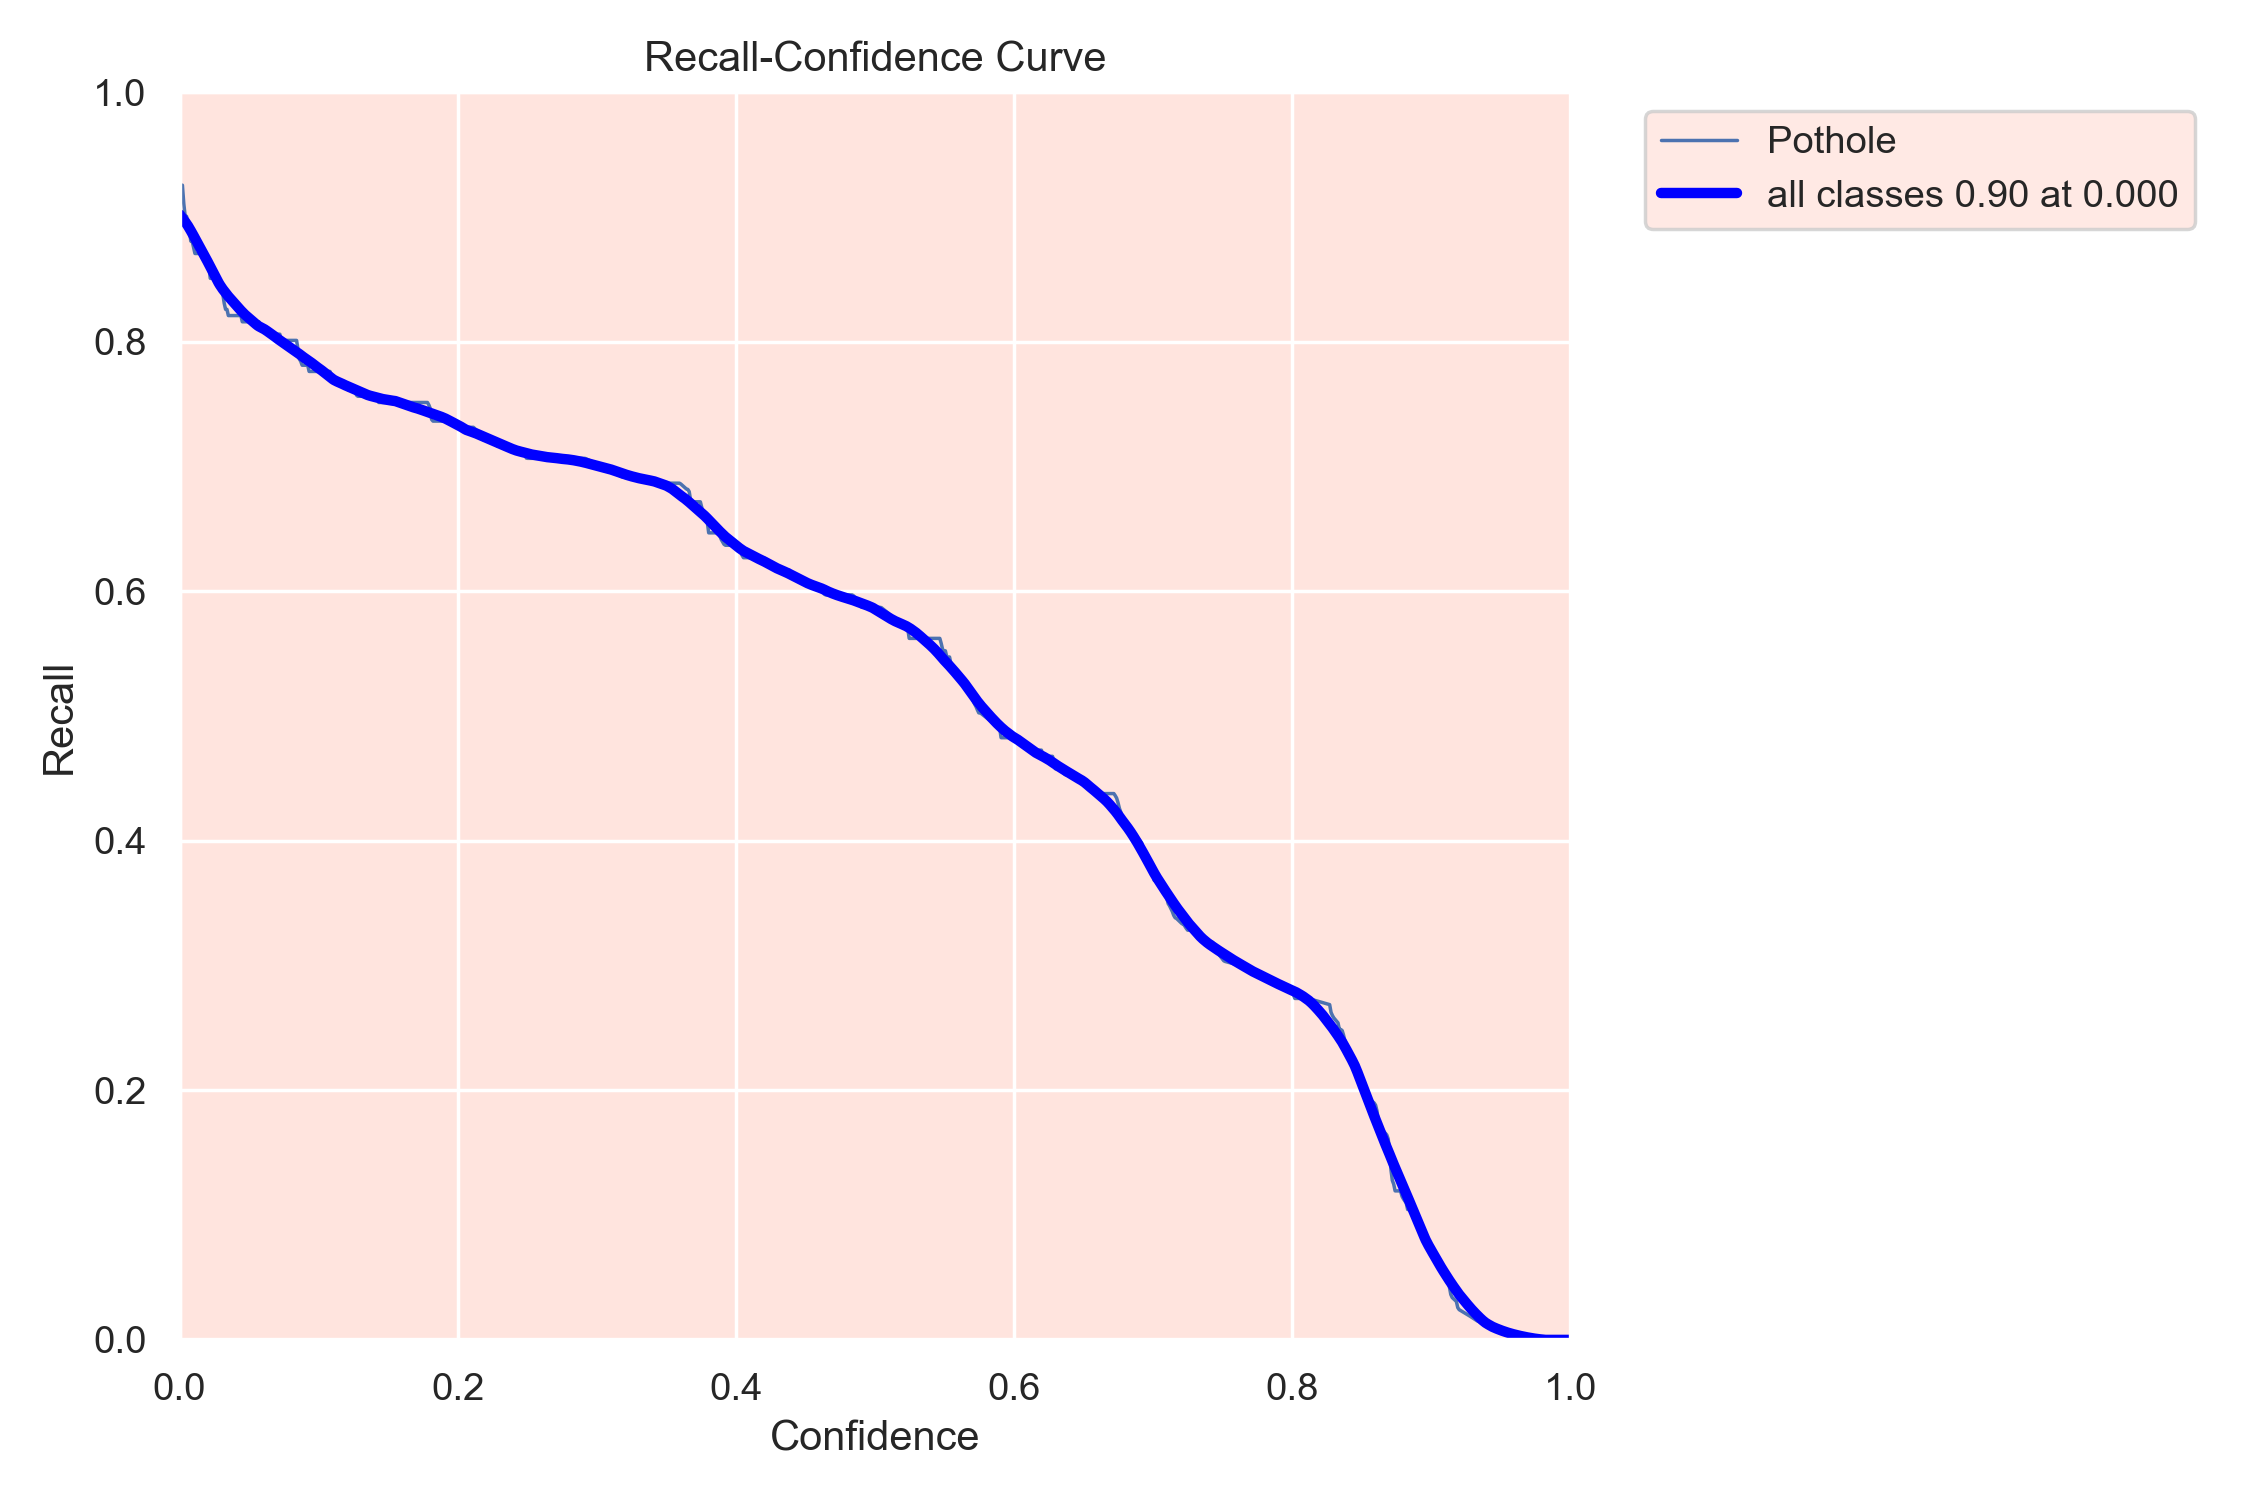 Recall-Confidence Curve
1.0
0.8
0.6
0.4
0.2
0.0
Recall
0.0 0.2 0.4 0.6 0.8 1.0
Confidence
Pothole
all classes 0.90 at 0.000